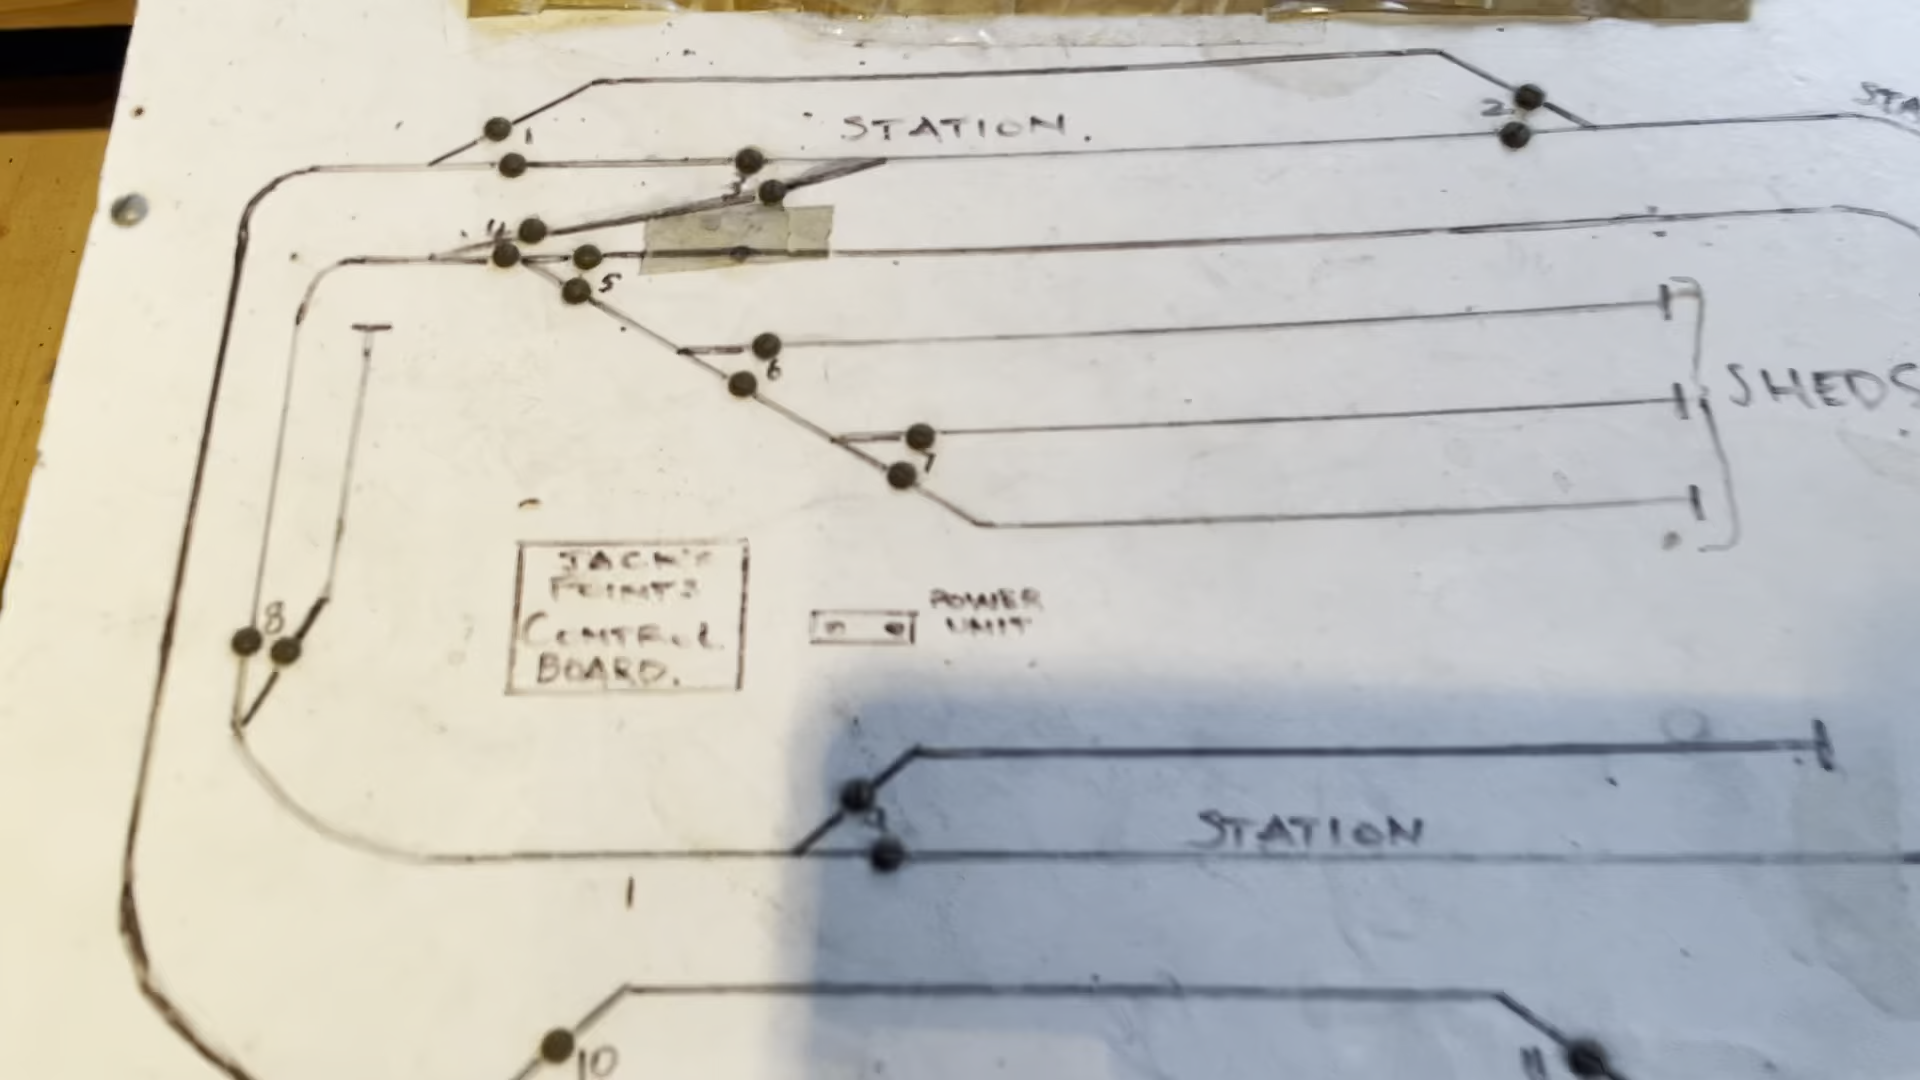 STA
2
1
STATION.
3
4
5
6
SHEDS
7
JACK'S
POINTS
CONTROL
BOARD.
POWER
UNIT
8
9
STATION
10
11